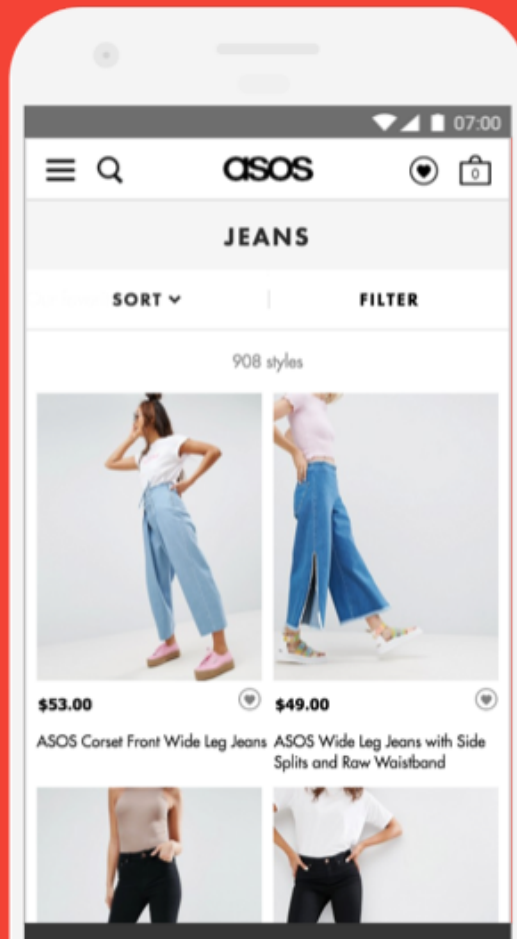 07:00
asos
0
JEANS
SORT
FILTER
908 styles
$53.00
$49.00
ASOS Corset Front Wide Leg Jeans
ASOS Wide Leg Jeans with Side
Splits and Raw Waistband